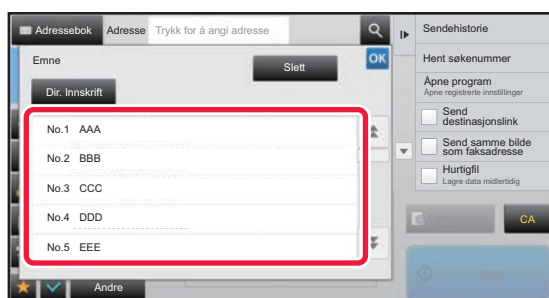 Adressebok Adresse Trykk for å angi adresse
Emne
Slett
OK
Dir. Innskrift
No.1 AAA
No.2 BBB
No.3 CCC
No.4 DDD
No.5 EEE
Andre
Sendehistorie
Hent søkenummer
Åpne program
Åpne registrerte innstillinger
Send
destinasjonslink
Send samme bilde
som faksadresse
Hurtigfil
Lagre data midlertidig
CA
Start